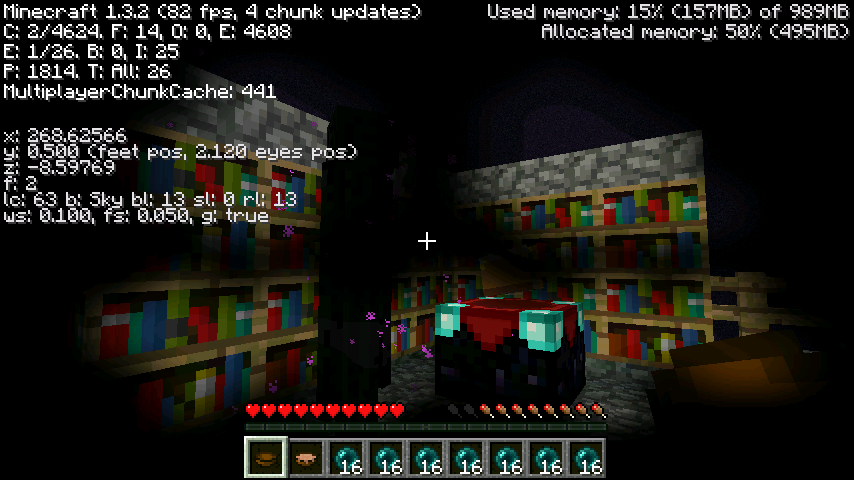 Minecraft 1.3.2 (82 fps, 4 chunk updates)
Used memory: 15% (157MB) of 989MB
C: 2/4624. F: 14, O: 0, E: 4608
Allocated memory: 50% (495MB)
E: 1/26. B: 0, I: 25
P: 1814. T: All: 26
MultiplayerChunkCache: 441
x: 268.62566
y: 0.500 (feet pos, 2.120 eyes pos)
z: -8.59769
f: 2
lc: 63 b: Sky bl: 13 sl: 0 rl: 13
ws: 0.100, fs: 0.050, g: true
16 16 16 16 16 16 16